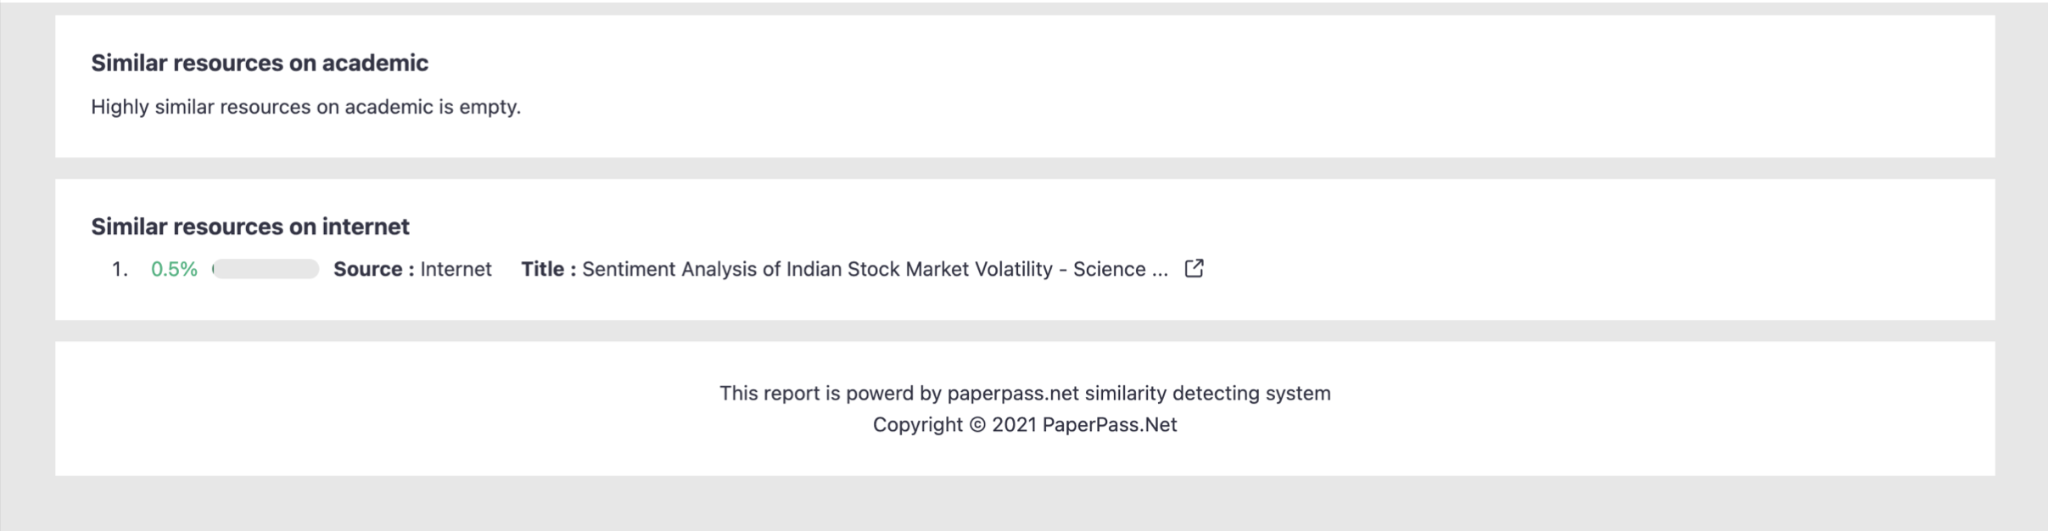 Similar resources on academic
Highly similar resources on academic is empty.
Similar resources on internet
1. 0.5% Source : Internet Title : Sentiment Analysis of Indian Stock Market Volatility - Science ...
This report is powerd by paperpass.net similarity detecting system
Copyright © 2021 PaperPass.Net